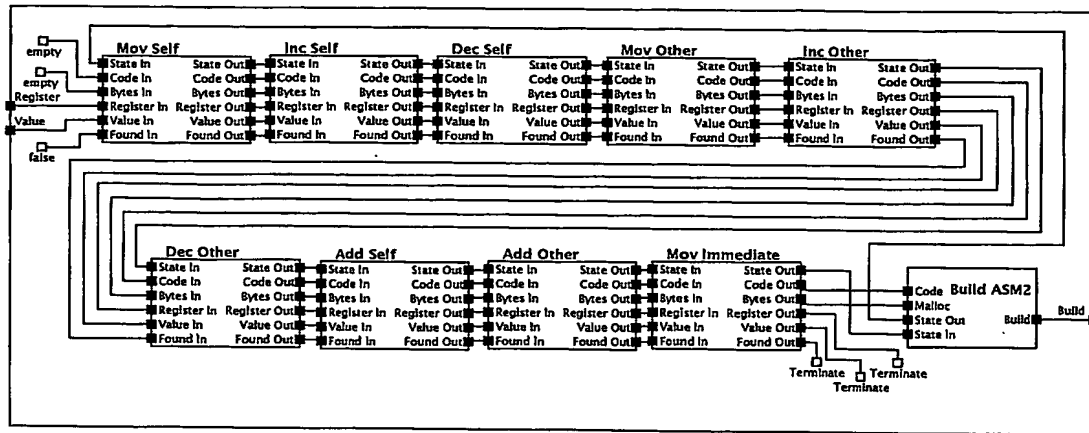 empty
empty
Register
Value
false
Mov Self
State In State Out
Code In Code Out
Bytes In Bytes Out
Register In Register Out
Value In Value Out
Found In Found Out
Inc Self
State In State Out
Code In Code Out
Bytes In Bytes Out
Register In Register Out
Value In Value Out
Found In Found Out
Dec Self
State In State Out
Code In Code Out
Bytes In Bytes Out
Register In Register Out
Value In Value Out
Found In Found Out
Mov Other
State In State Out
Code In Code Out
Bytes In Bytes Out
Register In Register Out
Value In Value Out
Found In Found Out
Inc Other
State In State Out
Code In Code Out
Bytes In Bytes Out
Register In Register Out
Value In Value Out
Found In Found Out
Dec Other
State In State Out
Code In Code Out
Bytes In Bytes Out
Register In Register Out
Value In Value Out
Found In Found Out
Add Self
State In State Out
Code In Code Out
Bytes In Bytes Out
Register In Register Out
Value In Value Out
Found In Found Out
Add Other
State In State Out
Code In Code Out
Bytes In Bytes Out
Register In Register Out
Value In Value Out
Found In Found Out
Mov Immediate
State In State Out
Code In Code Out
Bytes In Bytes Out
Register In Register Out
Value In Value Out
Found In Found Out
Terminate
Terminate
Terminate
Build ASM2
Code
Malloc
State Out
State In
Build
Build